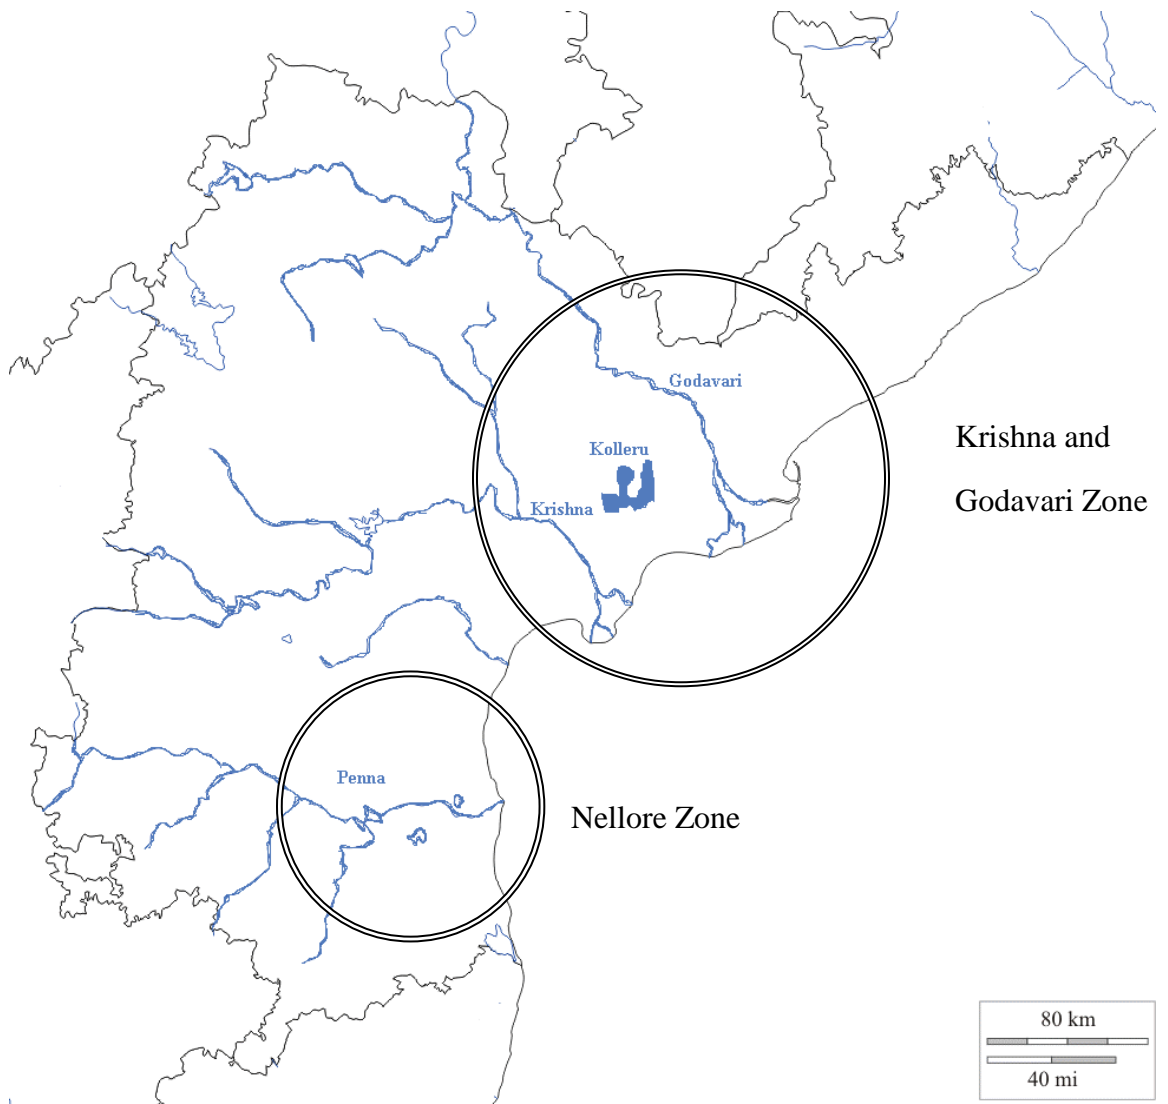 Godavari
Krishna and
Kolleru
Godavari Zone
Krishna
Penna
Nellore Zone
80 km
40 mi